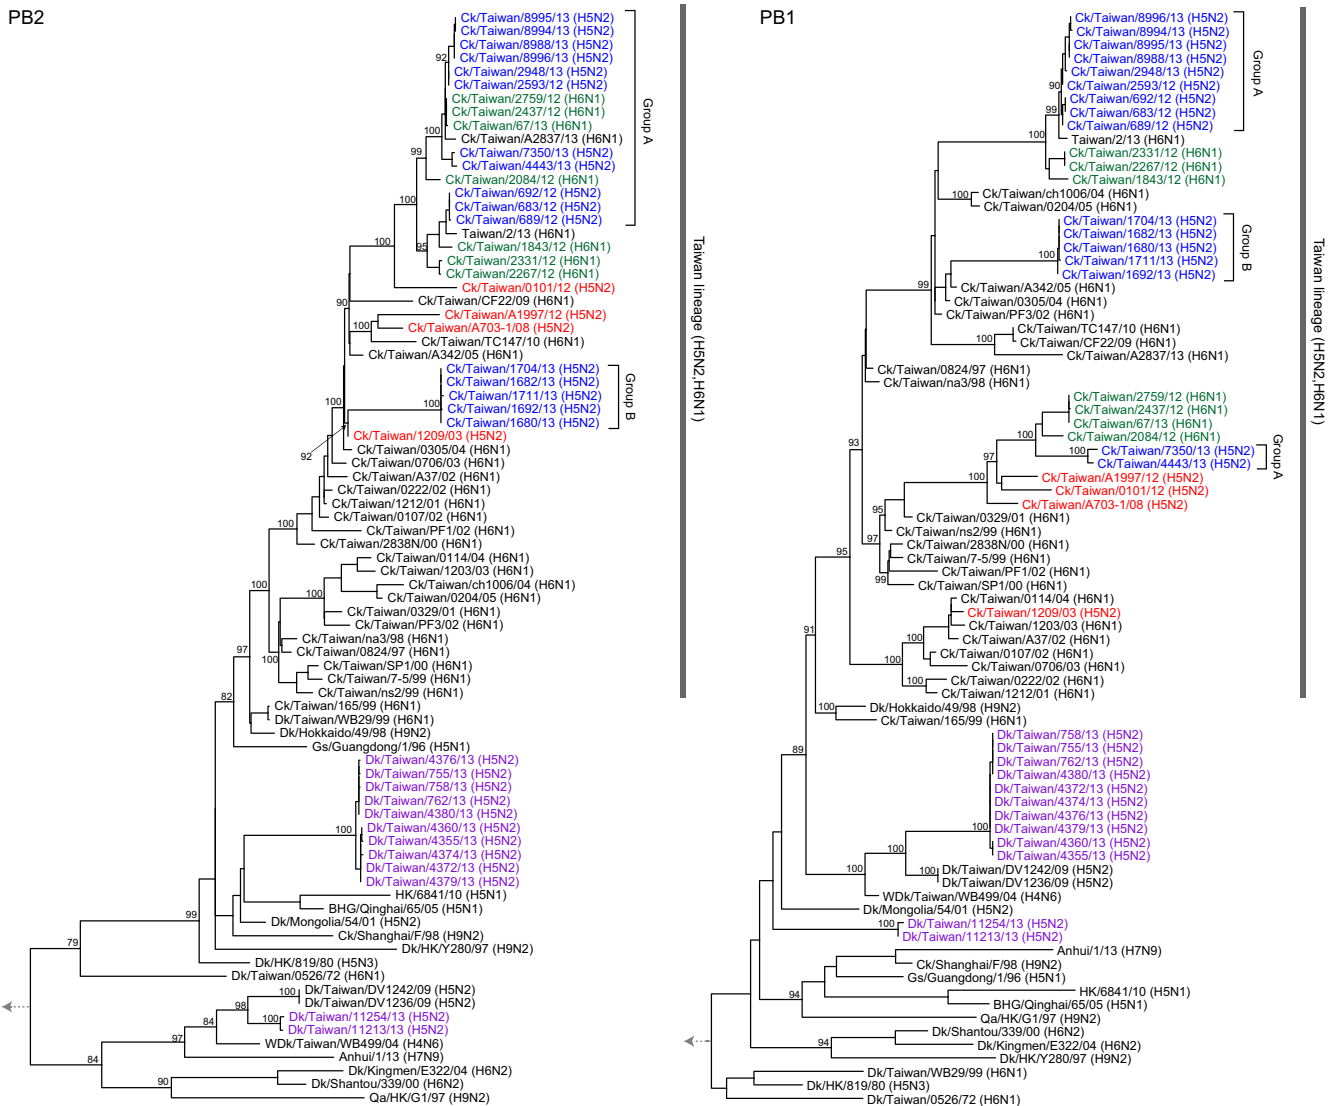 PB2
Ck/Taiwan/8995/13 (H5N2)
Ck/Taiwan/8994/13 (H5N2)
Ck/Taiwan/8988/13 (H5N2)
Ck/Taiwan/8996/13 (H5N2)
92
Ck/Taiwan/2948/13 (H5N2)
Ck/Taiwan/2593/12 (H5N2)
Ck/Taiwan/2759/12 (H6N1)
Ck/Taiwan/2437/12 (H6N1)
Ck/Taiwan/67/13 (H6N1)
100
Ck/Taiwan/A2837/13 (H6N1)
Group A
Ck/Taiwan/7350/13 (H5N2)
99
Ck/Taiwan/4443/13 (H5N2)
Ck/Taiwan/2084/12 (H6N1)
Ck/Taiwan/692/12 (H5N2)
100
Ck/Taiwan/683/12 (H5N2)
Ck/Taiwan/689/12 (H5N2)
Taiwan/2/13 (H6N1)
100
95
Ck/Taiwan/1843/12 (H6N1)
Ck/Taiwan/2331/12 (H6N1)
Ck/Taiwan/2267/12 (H6N1)
Ck/Taiwan/0101/12 (H5N2)
90
Ck/Taiwan/CF22/09 (H6N1)
Ck/Taiwan/A1997/12 (H5N2)
100
Ck/Taiwan/A703-1/08 (H5N2)
Ck/Taiwan/TC147/10 (H6N1)
Ck/Taiwan/A342/05 (H6N1)
Ck/Taiwan/1704/13 (H5N2)
Ck/Taiwan/1682/13 (H5N2)
Ck/Taiwan/1711/13 (H5N2)
Group B
100
100
Ck/Taiwan/1692/13 (H5N2)
Ck/Taiwan/1680/13 (H5N2)
Ck/Taiwan/1209/03 (H5N2)
92
Ck/Taiwan/0305/04 (H6N1)
Ck/Taiwan/0706/03 (H6N1)
Ck/Taiwan/A37/02 (H6N1)
Ck/Taiwan/0222/02 (H6N1)
Ck/Taiwan/1212/01 (H6N1)
Ck/Taiwan/0107/02 (H6N1)
100
Ck/Taiwan/PF1/02 (H6N1)
Ck/Taiwan/2838N/00 (H6N1)
Ck/Taiwan/0114/04 (H6N1)
Ck/Taiwan/1203/03 (H6N1)
100
Ck/Taiwan/ch1006/04 (H6N1)
100
Ck/Taiwan/0204/05 (H6N1)
Ck/Taiwan/0329/01 (H6N1)
Ck/Taiwan/PF3/02 (H6N1)
Ck/Taiwan/na3/98 (H6N1)
97
100
Ck/Taiwan/0824/97 (H6N1)
Ck/Taiwan/SP1/00 (H6N1)
Ck/Taiwan/7-5/99 (H6N1)
82
Ck/Taiwan/ns2/99 (H6N1)
Ck/Taiwan/165/99 (H6N1)
Dk/Taiwan/WB29/99 (H6N1)
Dk/Hokkaido/49/98 (H9N2)
Gs/Guangdong/1/96 (H5N1)
Dk/Taiwan/4376/13 (H5N2)
Dk/Taiwan/755/13 (H5N2)
Dk/Taiwan/758/13 (H5N2)
Dk/Taiwan/762/13 (H5N2)
Dk/Taiwan/4380/13 (H5N2)
100
Dk/Taiwan/4360/13 (H5N2)
Dk/Taiwan/4355/13 (H5N2)
Dk/Taiwan/4374/13 (H5N2)
Dk/Taiwan/4372/13 (H5N2)
Dk/Taiwan/4379/13 (H5N2)
HK/6841/10 (H5N1)
BHG/Qinghai/65/05 (H5N1)
99
Dk/Mongolia/54/01 (H5N2)
Ck/Shanghai/F/98 (H9N2)
79
Dk/HK/Y280/97 (H9N2)
Dk/HK/819/80 (H5N3)
Dk/Taiwan/0526/72 (H6N1)
100
Dk/Taiwan/DV1242/09 (H5N2)
98
Dk/Taiwan/DV1236/09 (H5N2)
84
100
Dk/Taiwan/11254/13 (H5N2)
Dk/Taiwan/11213/13 (H5N2)
97
WDk/Taiwan/WB499/04 (H4N6)
84
Anhui/1/13 (H7N9)
Dk/Kingmen/E322/04 (H6N2)
90
Dk/Shantou/339/00 (H6N2)
Qa/HK/G1/97 (H9N2)
Taiwan lineage (H5N2,H6N1)
PB1
Ck/Taiwan/8996/13 (H5N2)
Ck/Taiwan/8994/13 (H5N2)
Ck/Taiwan/8995/13 (H5N2)
Ck/Taiwan/8988/13 (H5N2)
Group A
Ck/Taiwan/2948/13 (H5N2)
90
Ck/Taiwan/2593/12 (H5N2)
Ck/Taiwan/692/12 (H5N2)
99
Ck/Taiwan/683/12 (H5N2)
Ck/Taiwan/689/12 (H5N2)
100
Taiwan/2/13 (H6N1)
Ck/Taiwan/2331/12 (H6N1)
Ck/Taiwan/2267/12 (H6N1)
Ck/Taiwan/1843/12 (H6N1)
100
Ck/Taiwan/ch1006/04 (H6N1)
Ck/Taiwan/0204/05 (H6N1)
Ck/Taiwan/1704/13 (H5N2)
Ck/Taiwan/1682/13 (H5N2)
Ck/Taiwan/1680/13 (H5N2)
Group B
100
Ck/Taiwan/1711/13 (H5N2)
Ck/Taiwan/1692/13 (H5N2)
99
Ck/Taiwan/A342/05 (H6N1)
Ck/Taiwan/0305/04 (H6N1)
Ck/Taiwan/PF3/02 (H6N1)
Ck/Taiwan/TC147/10 (H6N1)
100
Ck/Taiwan/CF22/09 (H6N1)
Ck/Taiwan/A2837/13 (H6N1)
Ck/Taiwan/0824/97 (H6N1)
Ck/Taiwan/na3/98 (H6N1)
Ck/Taiwan/2759/12 (H6N1)
Ck/Taiwan/2437/12 (H6N1)
Ck/Taiwan/67/13 (H6N1)
93
100
Ck/Taiwan/2084/12 (H6N1)
100
Ck/Taiwan/7350/13 (H5N2)
97
Ck/Taiwan/4443/13 (H5N2)
Group A
100
Ck/Taiwan/A1997/12 (H5N2)
Ck/Taiwan/0101/12 (H5N2)
95
Ck/Taiwan/A703-1/08 (H5N2)
Ck/Taiwan/0329/01 (H6N1)
Ck/Taiwan/ns2/99 (H6N1)
97
Ck/Taiwan/2838N/00 (H6N1)
95
Ck/Taiwan/7-5/99 (H6N1)
Ck/Taiwan/PF1/02 (H6N1)
99
Ck/Taiwan/SP1/00 (H6N1)
Ck/Taiwan/0114/04 (H6N1)
Ck/Taiwan/1209/03 (H5N2)
91
Ck/Taiwan/1203/03 (H6N1)
100
Ck/Taiwan/A37/02 (H6N1)
Ck/Taiwan/0107/02 (H6N1)
100
Ck/Taiwan/0706/03 (H6N1)
100
Ck/Taiwan/0222/02 (H6N1)
Ck/Taiwan/1212/01 (H6N1)
100
Dk/Hokkaido/49/98 (H9N2)
Ck/Taiwan/165/99 (H6N1)
Dk/Taiwan/758/13 (H5N2)
89
Dk/Taiwan/755/13 (H5N2)
Dk/Taiwan/762/13 (H5N2)
Dk/Taiwan/4380/13 (H5N2)
Dk/Taiwan/4372/13 (H5N2)
Dk/Taiwan/4374/13 (H5N2)
Dk/Taiwan/4376/13 (H5N2)
100
Dk/Taiwan/4379/13 (H5N2)
Dk/Taiwan/4360/13 (H5N2)
100
Dk/Taiwan/4355/13 (H5N2)
100
100
Dk/Taiwan/DV1242/09 (H5N2)
Dk/Taiwan/DV1236/09 (H5N2)
WDk/Taiwan/WB499/04 (H4N6)
Dk/Mongolia/54/01 (H5N2)
100
Dk/Taiwan/11254/13 (H5N2)
Dk/Taiwan/11213/13 (H5N2)
Anhui/1/13 (H7N9)
Ck/Shanghai/F/98 (H9N2)
Gs/Guangdong/1/96 (H5N1)
94
HK/6841/10 (H5N1)
BHG/Qinghai/65/05 (H5N1)
Qa/HK/G1/97 (H9N2)
Dk/Shantou/339/00 (H6N2)
94
Dk/Kingmen/E322/04 (H6N2)
Dk/HK/Y280/97 (H9N2)
Dk/Taiwan/WB29/99 (H6N1)
Dk/HK/819/80 (H5N3)
Dk/Taiwan/0526/72 (H6N1)
Taiwan lineage (H5N2,H6N1)